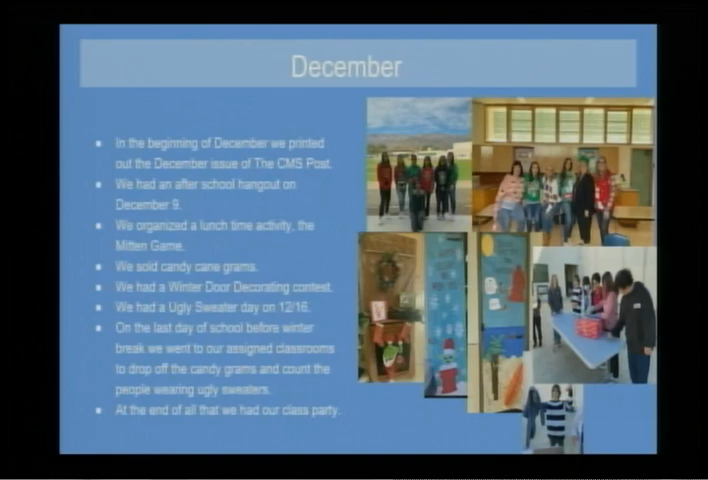 December
In the beginning of December we printed
out the December issue of The CMS Post.
We had an after school hangout on
December 9.
We organized a lunch time activity, the
Mitten Game.
We sold candy cane grams.
We had a Winter Door Decorating contest.
We had a Ugly Sweater day on 12/16.
On the last day of school before winter
break we went to our assigned classrooms
to drop off the candy grams and count the
people wearing ugly sweaters.
At the end of all that we had our class party.